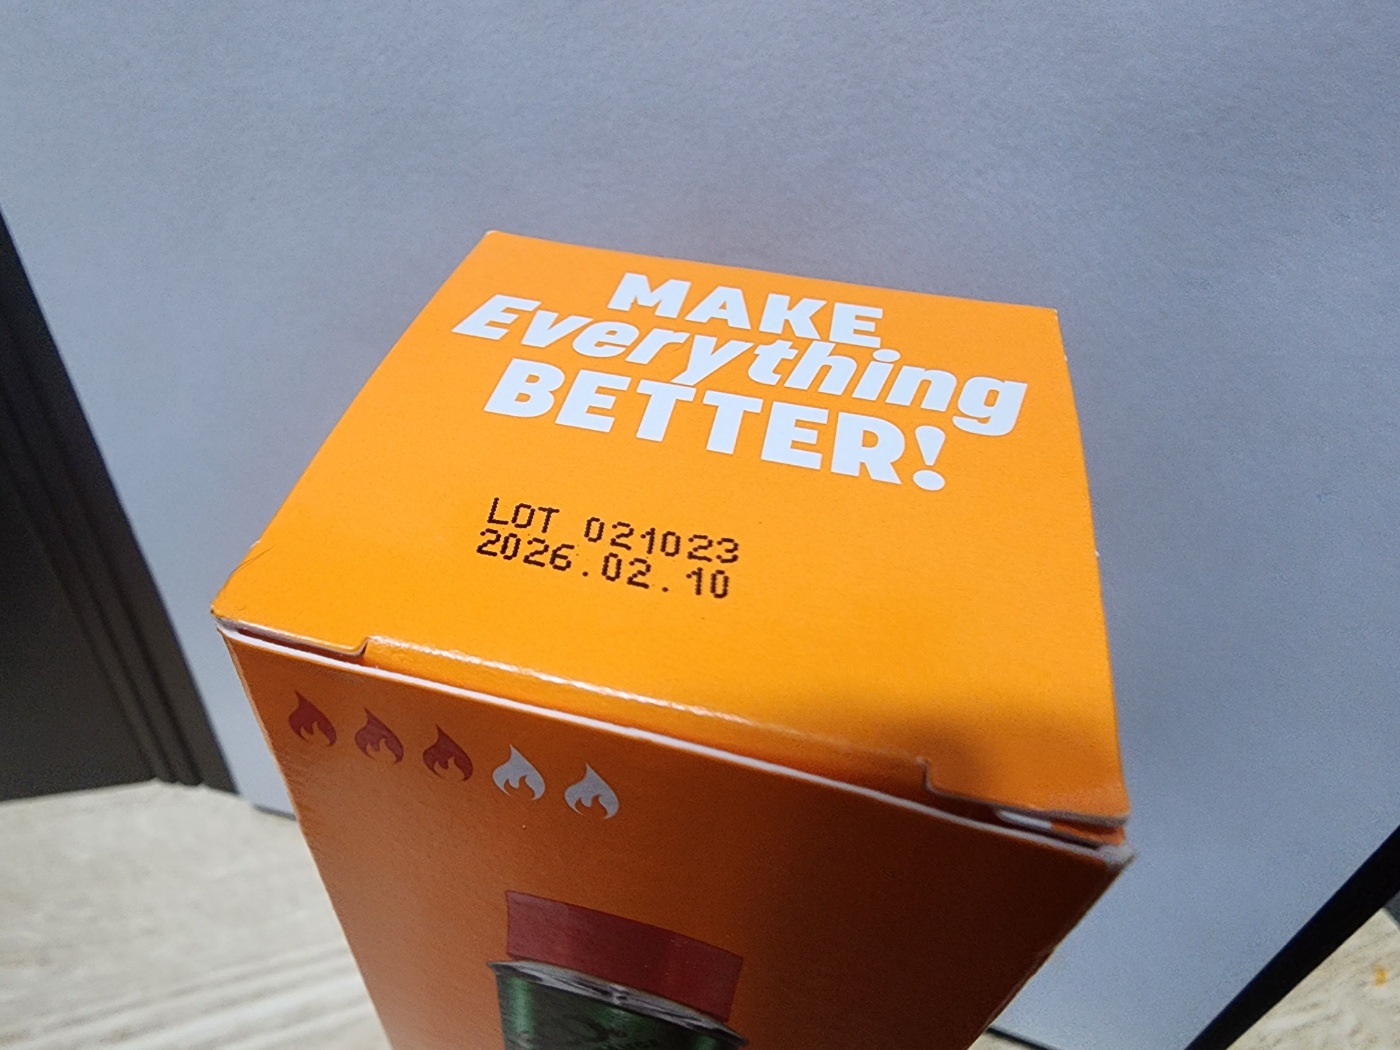 MAKE
Everything
BETTER!
LOT 021023
2026.02.10